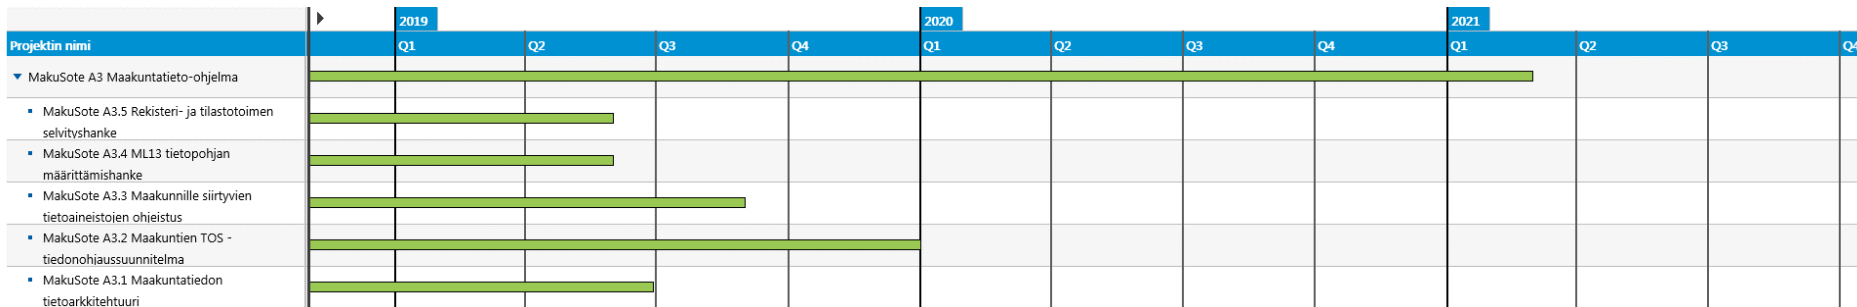 2019 2020 2021
Projektin nimi Q1 Q2 Q3 Q4 Q1 Q2 Q3 Q4 Q1 Q2 Q3 Q4
MakuSote A3 Maakuntatieto-ohjelma
MakuSote A3.5 Rekisteri- ja tilastotoimen
selvityshanke
MakuSote A3.4 ML13 tietopohjan
määrittämishanke
MakuSote A3.3 Maakunnille siirtyvien
tietoaineistojen ohjeistus
MakuSote A3.2 Maakuntien TOS -
tiedonohjaussuunnitelma
MakuSote A3.1 Maakuntatiedon
tietoarkkitehtuuri